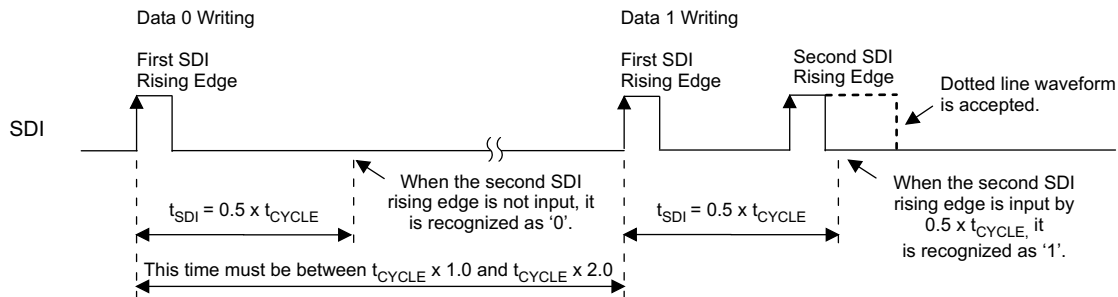 Data 0 Writing
Data 1 Writing
First SDI
Rising Edge
First SDI
Rising Edge
Second SDI
Rising Edge
Dotted line waveform
is accepted.
SDI
When the second SDI
rising edge is not input, it
is recognized as ‘0’.
When the second SDI
rising edge is input by
0.5 x tCYCLE, it
is recognized as ‘1’.
tSDI = 0.5 x tCYCLE
tSDI = 0.5 x tCYCLE
This time must be between tCYCLE x 1.0 and tCYCLE x 2.0